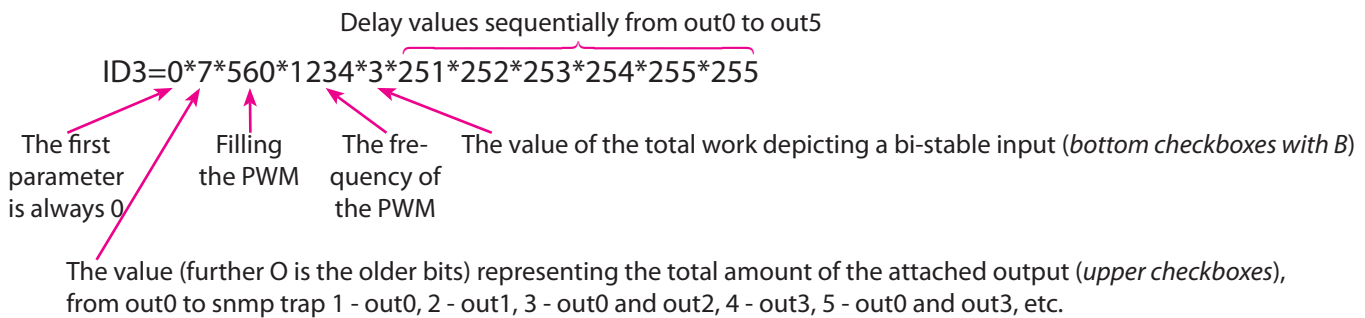 Delay values sequentially from out0 to out5
ID3=0*7*560*1234*3*251*252*253*254*255*255
The first
parameter
is always 0
Filling
the PWM
The fre-
quency of
the PWM
The value of the total work depicting a bi-stable input (bottom checkboxes with B)
The value (further O is the older bits) representing the total amount of the attached output (upper checkboxes),
from out0 to snmp trap 1 - out0, 2 - out1, 3 - out0 and out2, 4 - out3, 5 - out0 and out3, etc.